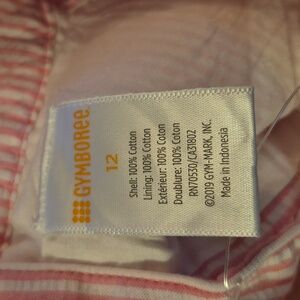 GYMBOREE
12
Shell: 100% Cotton
Lining: 100% Cotton
Extérieur: 100% Coton
Doublure: 100% Coton
RN70530/CA31802
©2019 GYM-MARK, INC.
Made in Indonesia